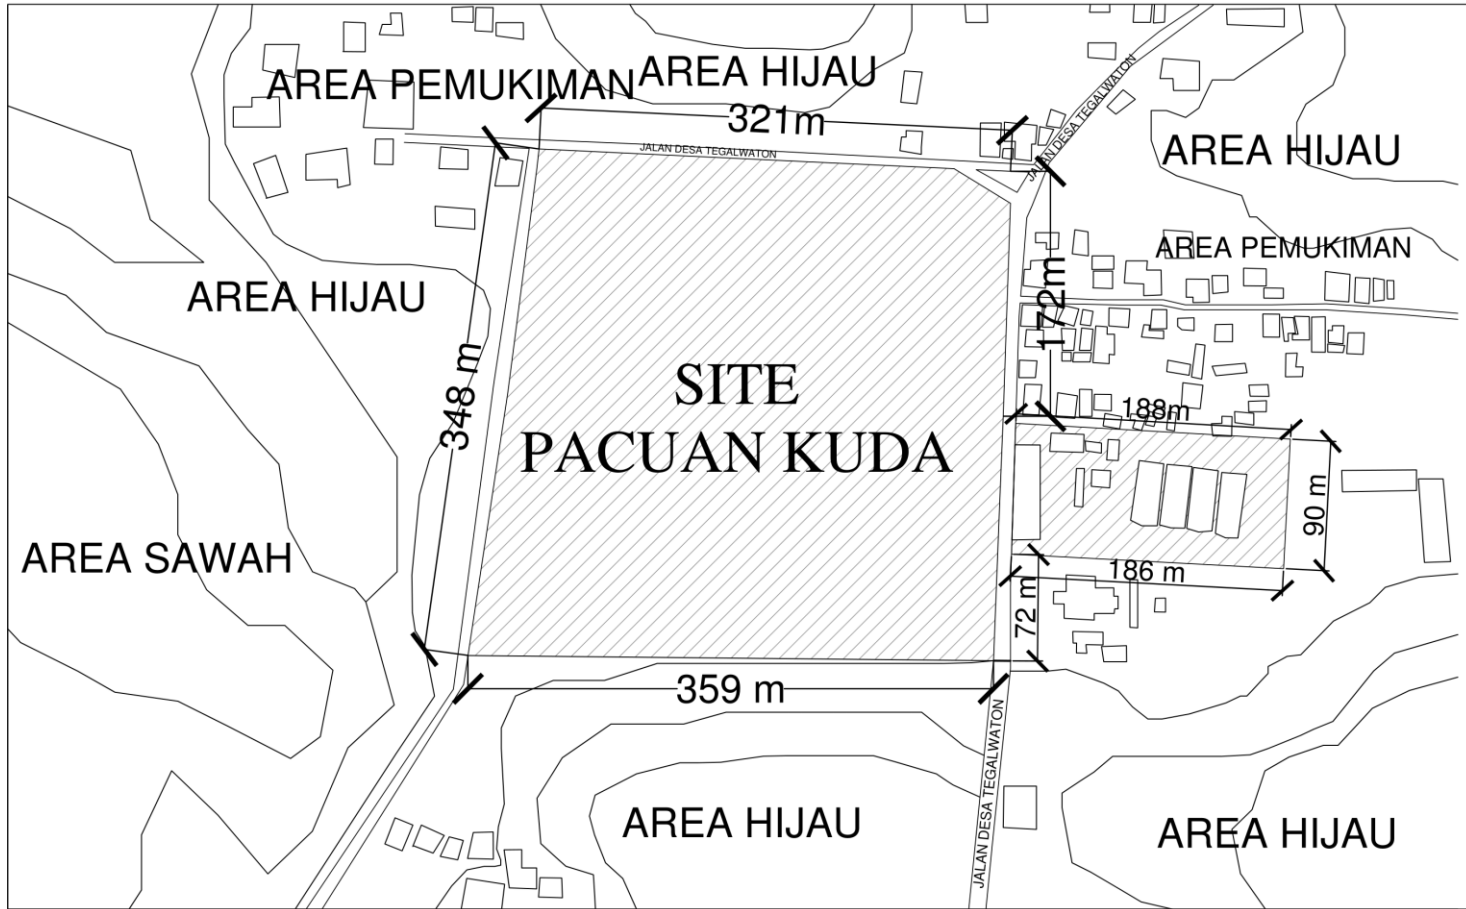 AREA PEMUKIMAN
AREA HIJAU
321m
JALAN DESA TEGALWATON
JALAN DESA TEGALWATON
AREA HIJAU
AREA PEMUKIMAN
AREA HIJAU
172m
348 m
SITE
PACUAN KUDA
188m
90 m
AREA SAWAH
186 m
72 m
359 m
JALAN DESA TEGALWATON
AREA HIJAU
AREA HIJAU